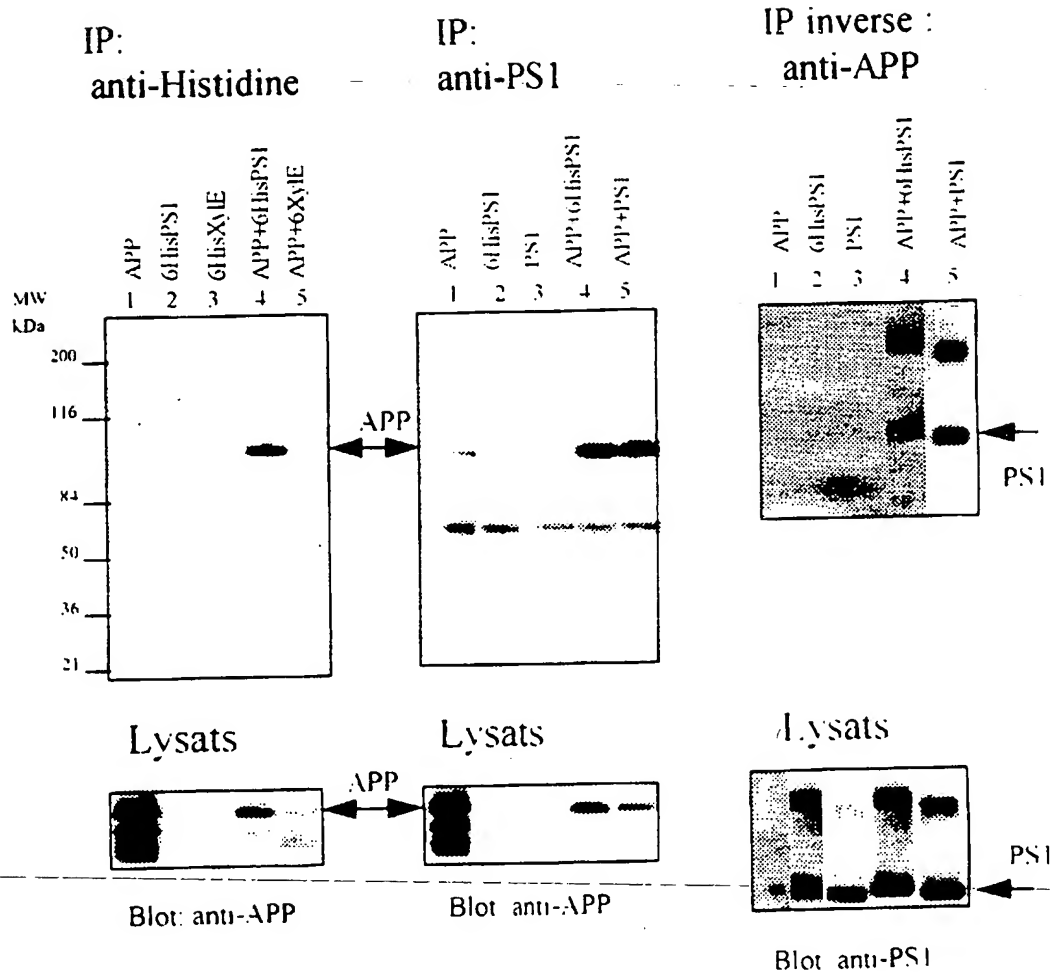 IP:
anti-Histidine
IP:
anti-PS1
IP inverse :
anti-APP
APP
6HisPS1
6HisXylE
APP+6HisPS1
APP+6XylE
APP
6HisPS1
PS1
APP+6HisPS1
APP+PS1
APP
6HisPS1
PS1
APP+6HisPS1
APP+PS1
MW
kDa
1 2 3 4 5
1 2 3 4 5
1 2 3 4 5
200
116
84
50
36
21
APP
PS1
Lysats
Lysats
Lysats
APP
PS1
Blot: anti-APP
Blot anti-APP
Blot anti-PS1